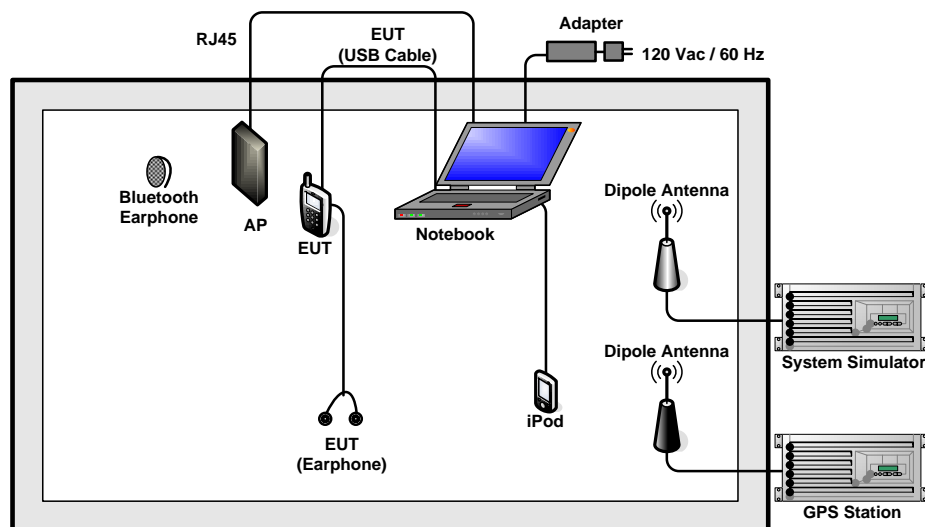 RJ45
EUT
(USB Cable)
Adapter
120 Vac / 60 Hz
Bluetooth
Earphone
AP
EUT
Notebook
Dipole Antenna
System Simulator
Dipole Antenna
EUT
(Earphone)
iPod
GPS Station